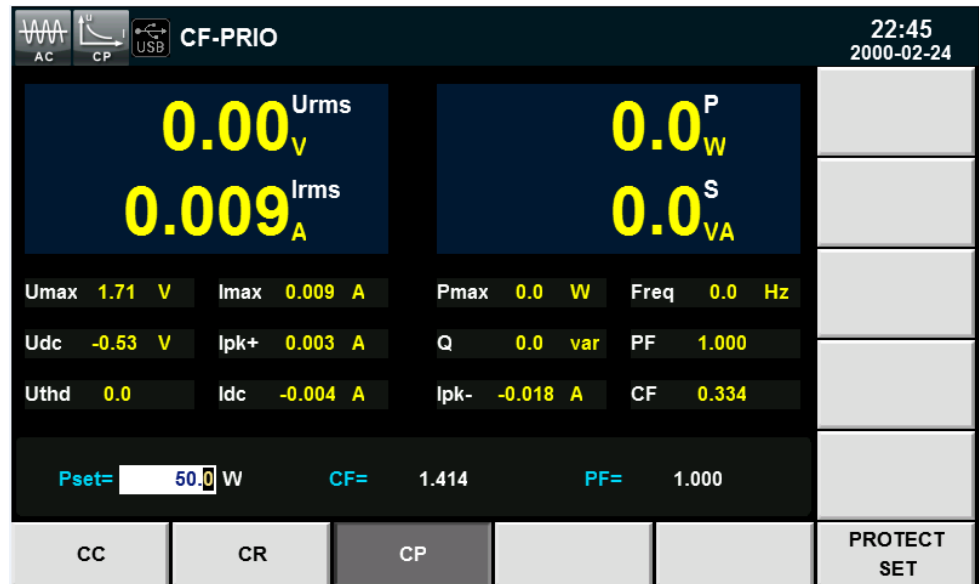 AC U I CP USB CF-PRIO 22:45
2000-02-24
0.00 Urms V 0.0 P W
0.009 Irms A 0.0 S VA
Umax 1.71 V Imax 0.009 A Pmax 0.0 W Freq 0.0 Hz
Udc -0.53 V Ipk+ 0.003 A Q 0.0 var PF 1.000
Uthd 0.0 Idc -0.004 A Ipk- -0.018 A CF 0.334
Pset= 50.0 W CF= 1.414 PF= 1.000
CC CR CP PROTECT
SET